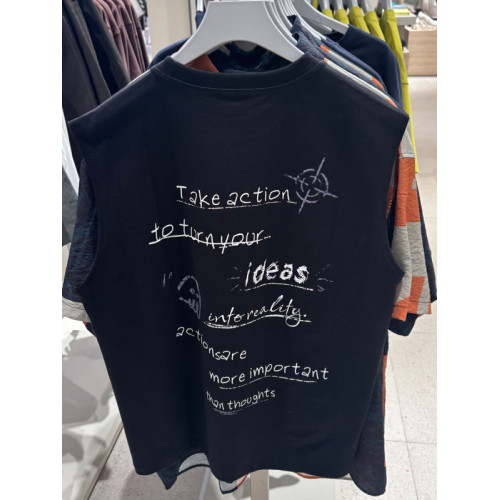 Take action
to turn your
ideas
into reality.
actionsare
more important
than thoughts